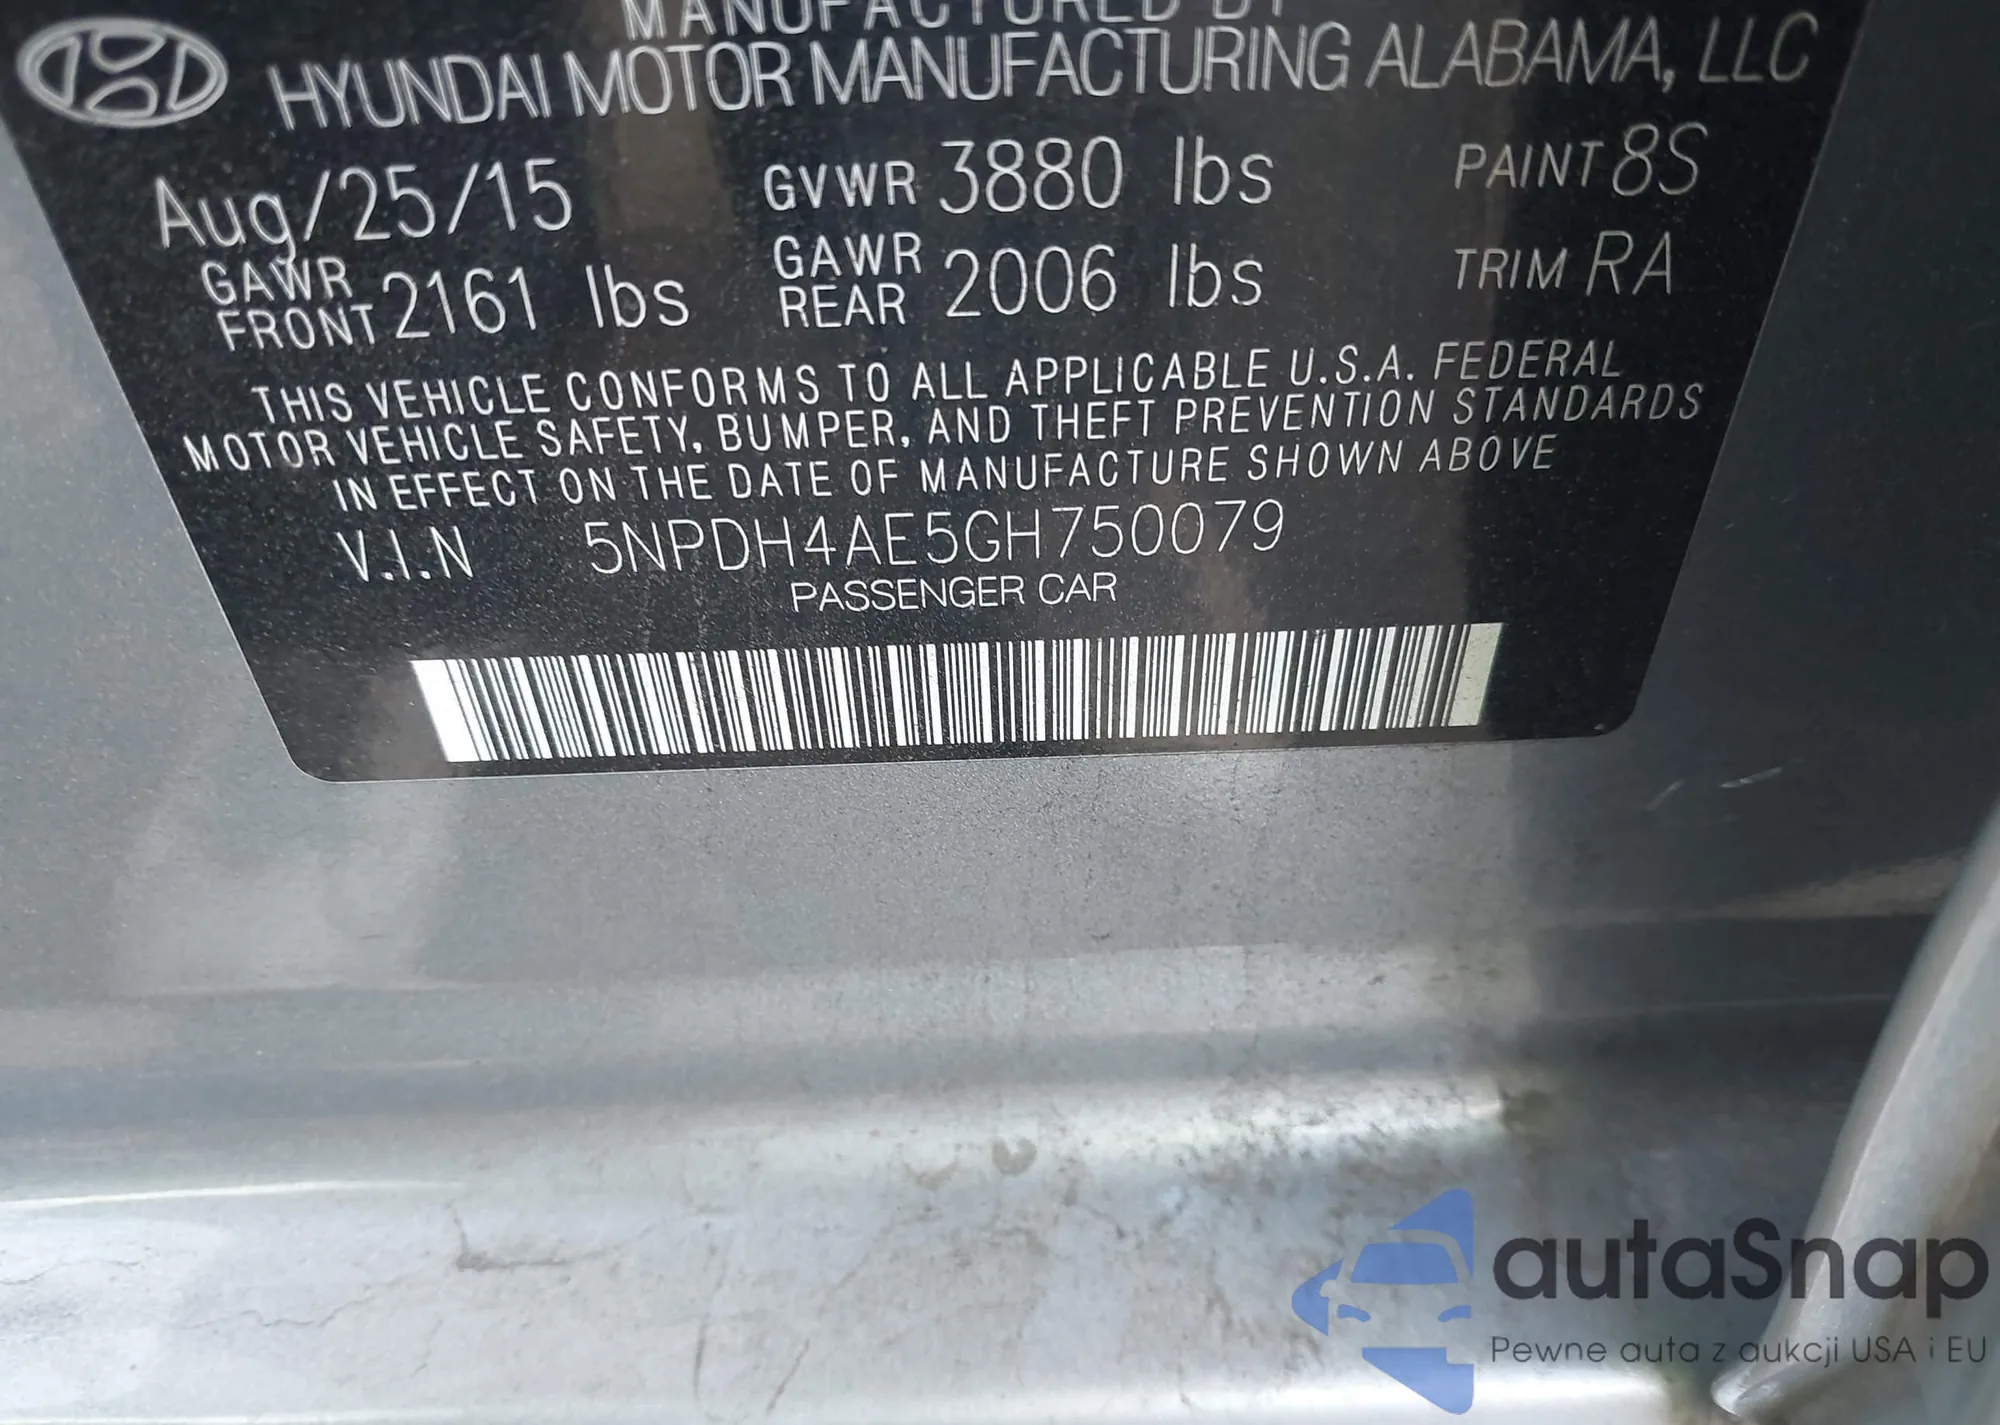 MANUFACTURED BY
HYUNDAI MOTOR MANUFACTURING ALABAMA, LLC
Aug/25/15 GVWR 3880 lbs PAINT 8S
GAWR FRONT 2161 lbs GAWR REAR 2006 lbs TRIM RA
THIS VEHICLE CONFORMS TO ALL APPLICABLE U.S.A. FEDERAL
MOTOR VEHICLE SAFETY, BUMPER, AND THEFT PREVENTION STANDARDS
IN EFFECT ON THE DATE OF MANUFACTURE SHOWN ABOVE
V.I.N 5NPDH4AE5GH750079
PASSENGER CAR
autaSnap
Pewne auta z aukcji USA i EU